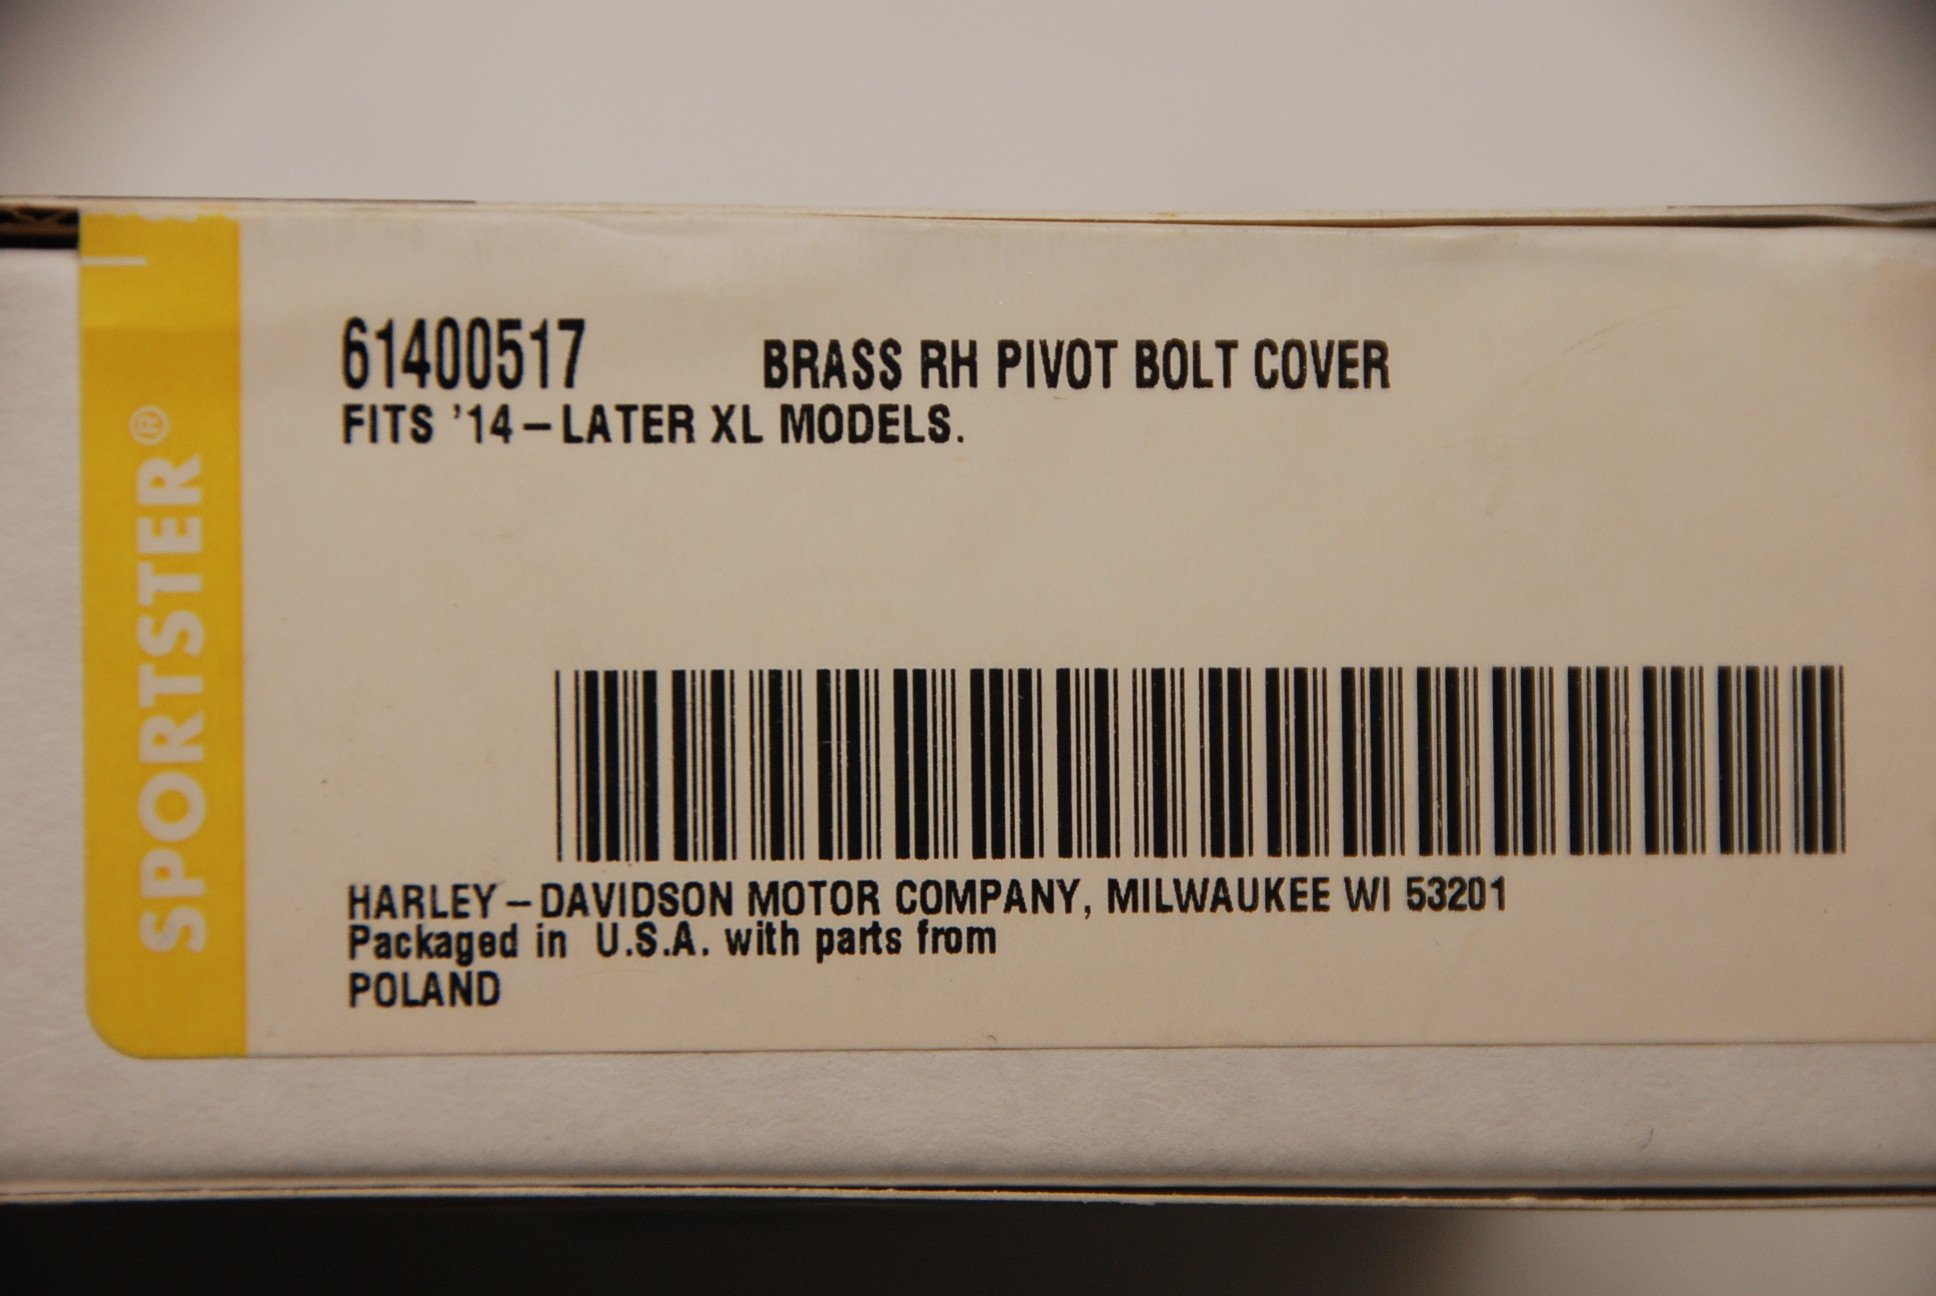 SPORTSTER®
61400517 BRASS RH PIVOT BOLT COVER
FITS '14-LATER XL MODELS.
HARLEY-DAVIDSON MOTOR COMPANY, MILWAUKEE WI 53201
Packaged in U.S.A. with parts from
POLAND